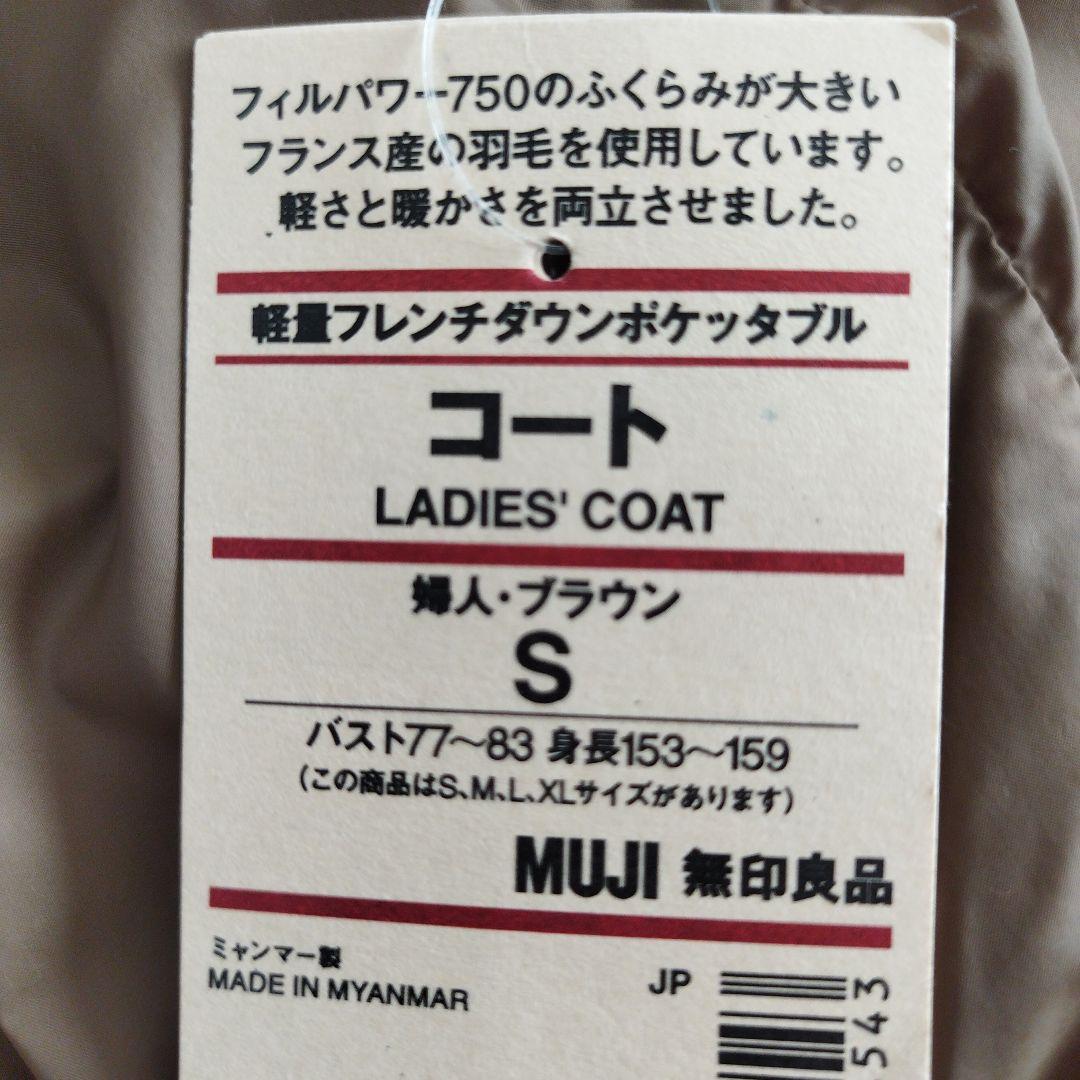 フィルパワー750のふくらみが大きい
フランス産の羽毛を使用しています。
軽さと暖かさを両立させました。
軽量フレンチダウンポケッタブル
コート
LADIES' COAT
婦人・ブラウン
S
バスト77〜83 身長153〜159
(この商品はS、M、L、XLサイズがあります)
MUJI 無印良品
ミャンマー製
MADE IN MYANMAR
JP
543